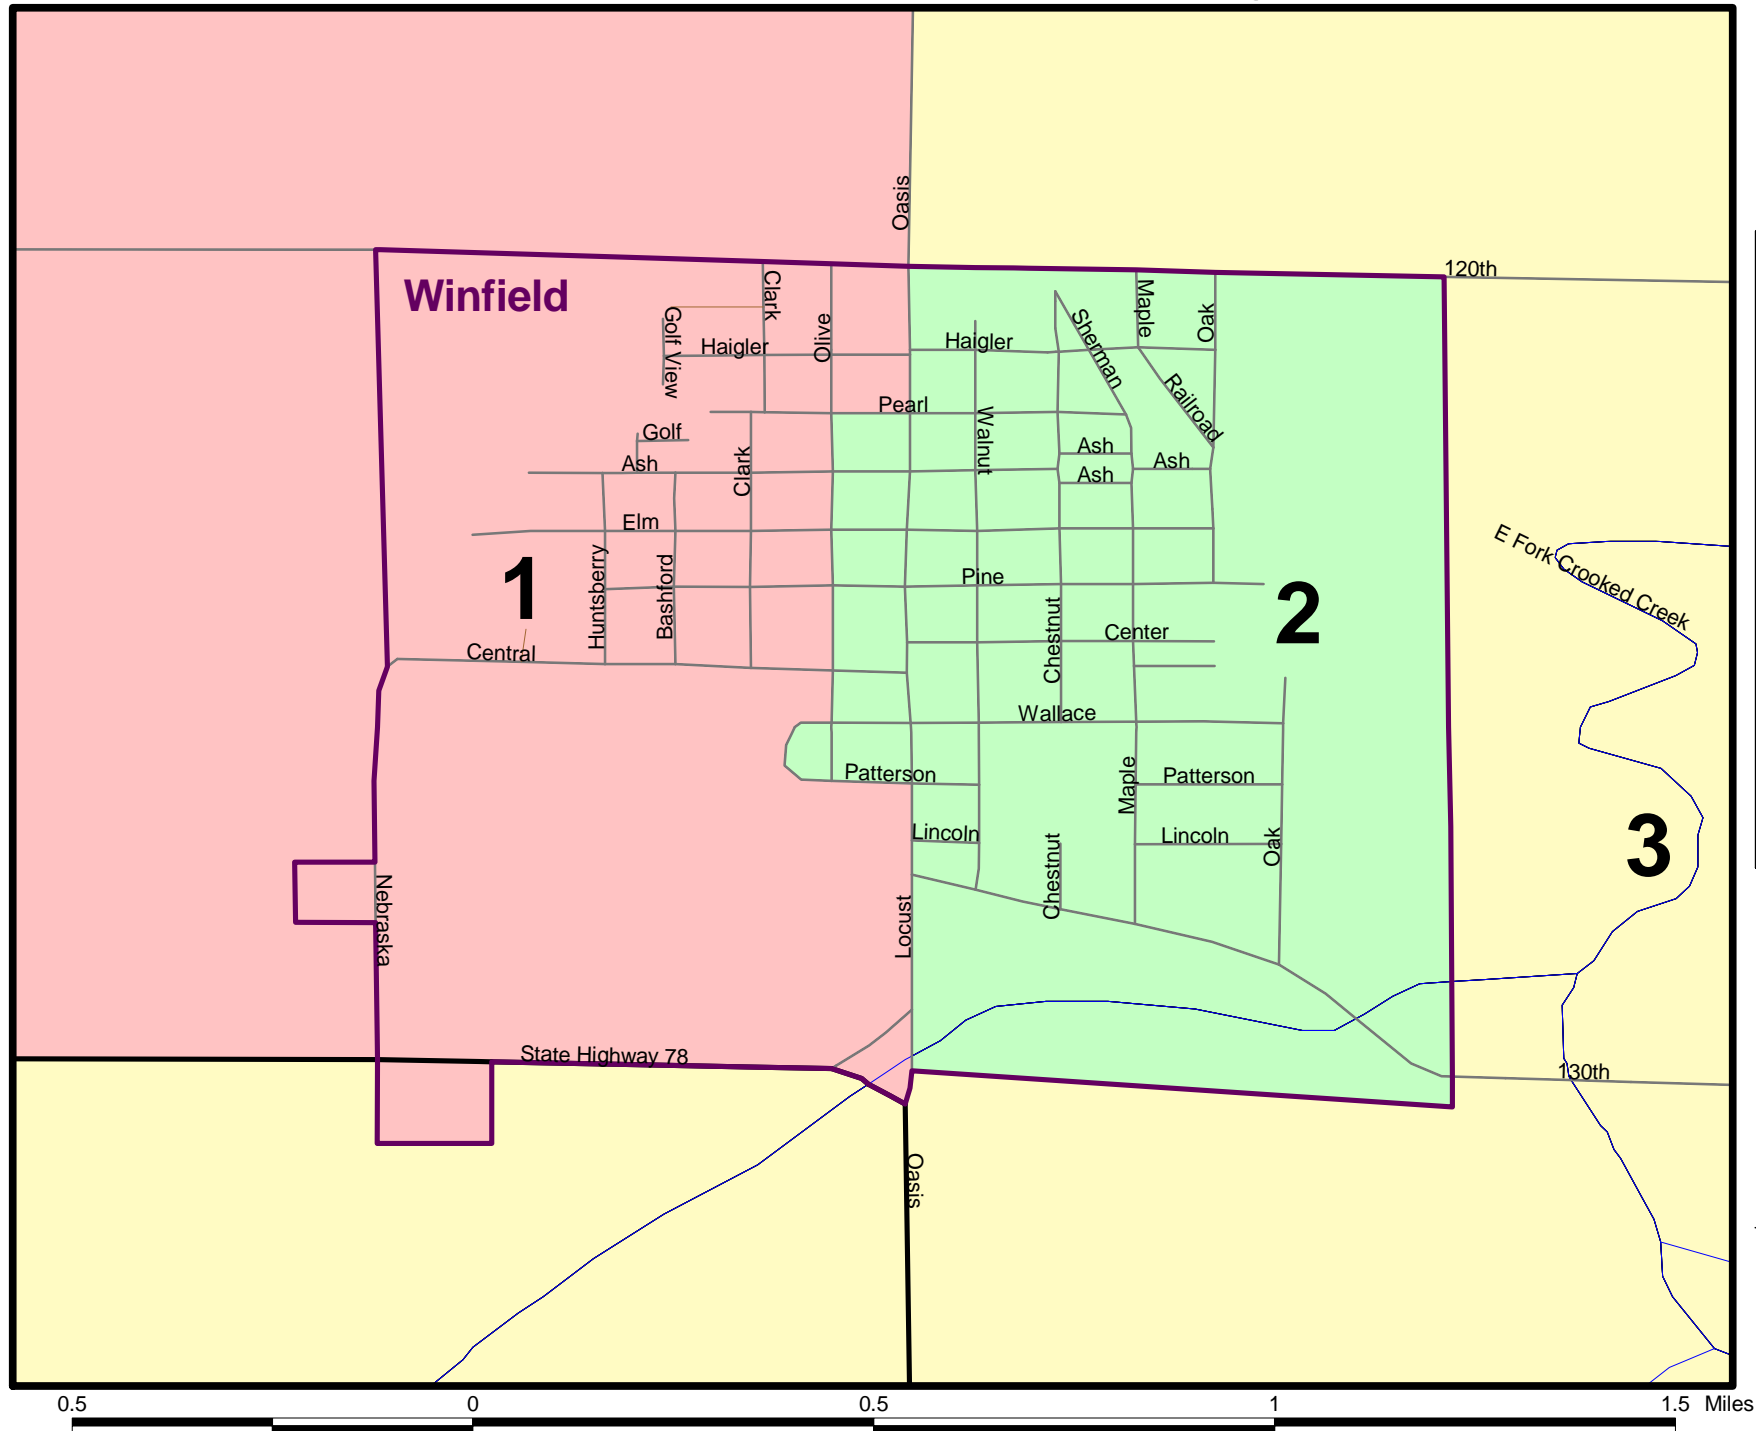 Oasis
120th
Winfield
Clark
Maple
Oak
Golf View
Olive
Sherman
Haigler
Haigler
Railroad
Pearl
Walnut
Golf
Ash
Ash
Clark
Ash
Ash
Elm
E Fork Crooked Creek
Huntsberry
Bashford
1
Pine
2
Chestnut
Center
Central
Wallace
Patterson
Maple
Patterson
Lincoln
Chestnut
Lincoln
Oak
3
Nebraska
Locust
State Highway 78
130th
Oasis
0.5 0 0.5 1 1.5 Miles